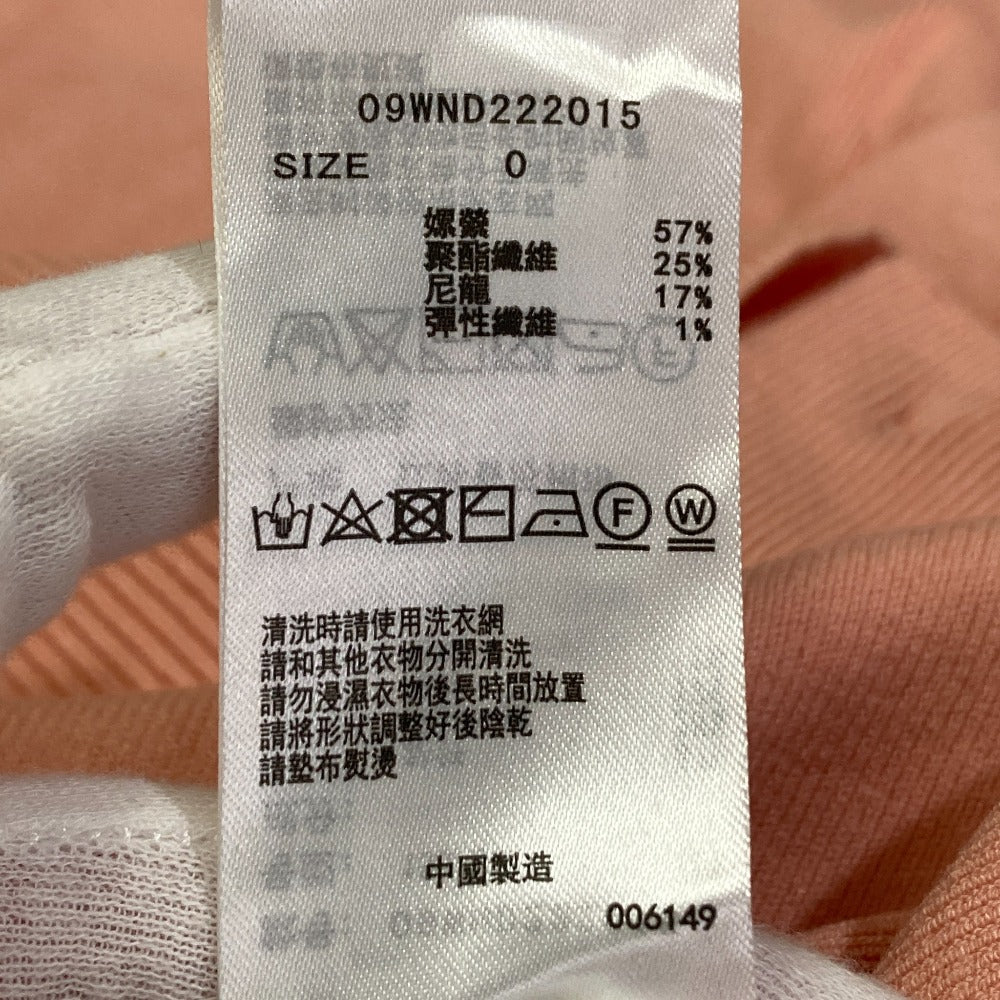 09WND222015
SIZE 0
嫘縈 57%
聚酯纖維 25%
尼龍 17%
彈性纖維 1%
F W
清洗時請使用洗衣網
請和其他衣物分開清洗
請勿浸濕衣物後長時間放置
請將形狀調整好後陰乾
請墊布熨燙
中國製造
006149